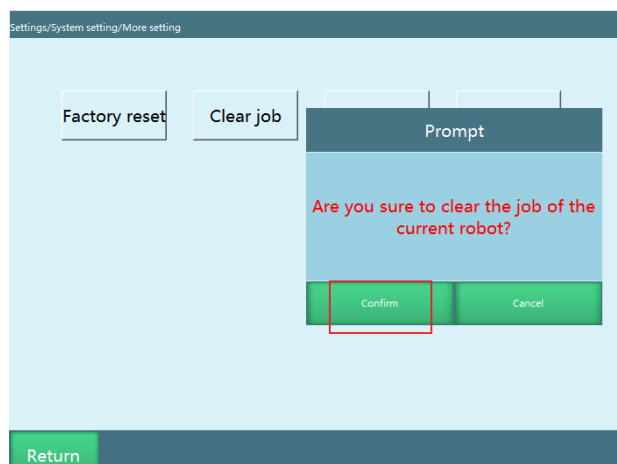 Settings/System setting/More setting
Factory reset
Clear job
Prompt
Are you sure to clear the job of the
current robot?
Confirm
Cancel
Return